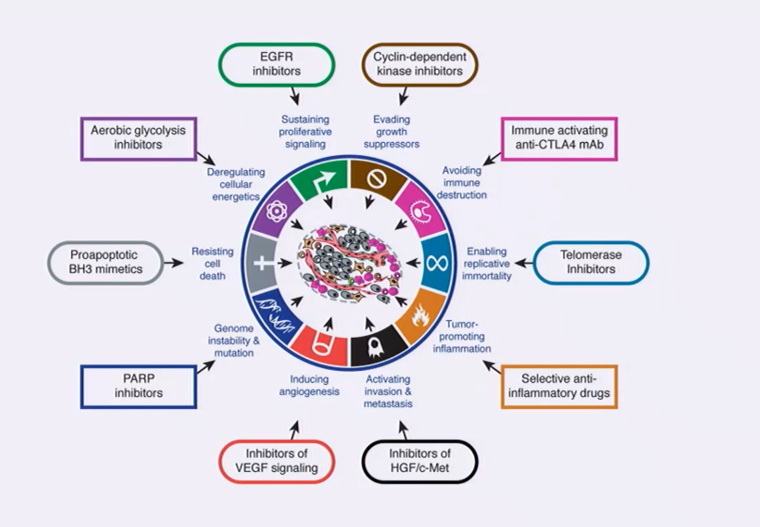 EGFR
inhibitors
Cyclin-dependent
kinase inhibitors
Sustaining
proliferative
signaling
Evading
growth
suppressors
Aerobic glycolysis
inhibitors
Immune activating
anti-CTLA4 mAb
Deregulating
cellular
energetics
Avoiding
immune
destruction
Proapoptotic
BH3 mimetics
Resisting
cell
death
Enabling
replicative
immortality
Telomerase
Inhibitors
Genome
instability &
mutation
Tumor-
promoting
inflammation
PARP
inhibitors
Inducing
angiogenesis
Activating
invasion &
metastasis
Selective anti-
inflammatory drugs
Inhibitors of
VEGF signaling
Inhibitors of
HGF/c-Met